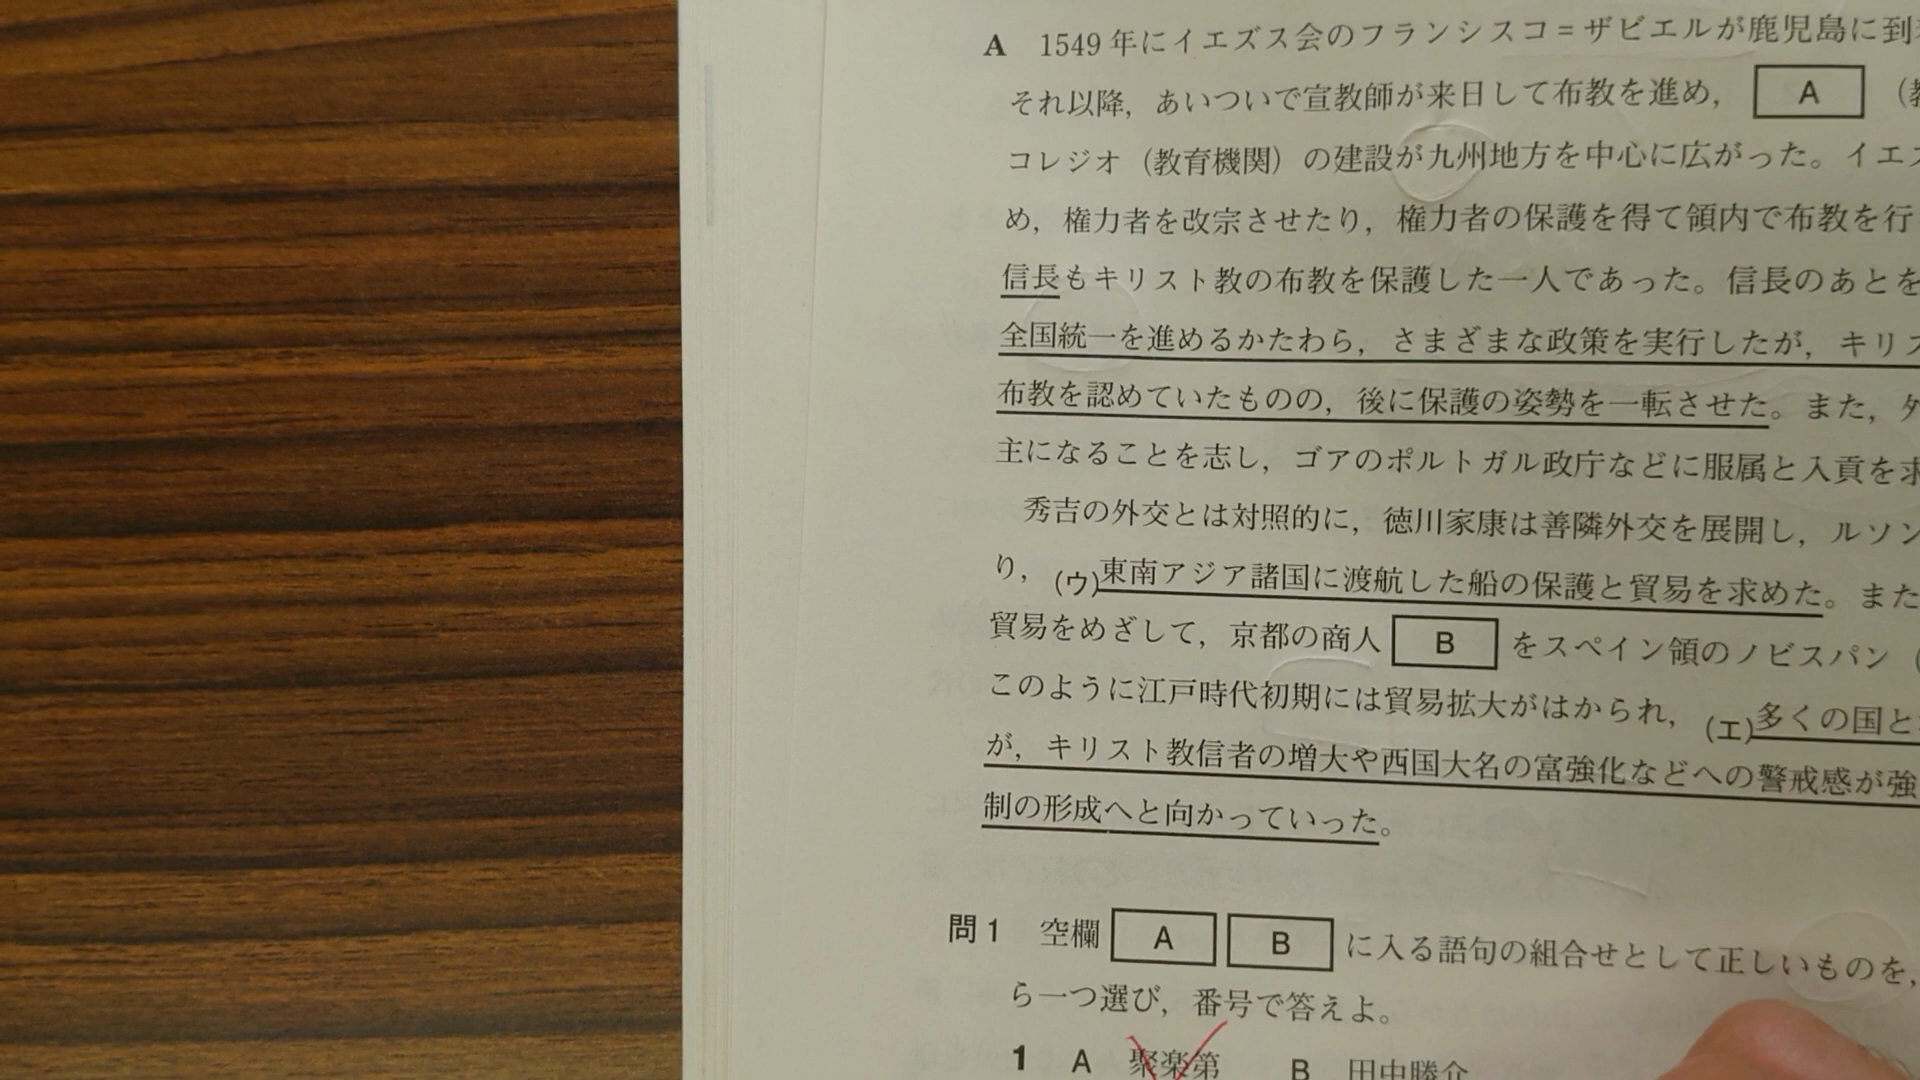 A 1549年にイエズス会のフランシスコ＝ザビエルが鹿児島に到
それ以降，あいついで宣教師が来日して布教を進め， A （
コレジオ（教育機関）の建設が九州地方を中心に広がった。イエ
め，権力者を改宗させたり，権力者の保護を得て領内で布教を行
信長もキリスト教の布教を保護した一人であった。信長のあとを
全国統一を進めるかたわら，さまざまな政策を実行したが，キリ
布教を認めていたものの，後に保護の姿勢を一転させた。また，
主になることを志し，ゴアのポルトガル政庁などに服属と入貢を求
秀吉の外交とは対照的に，徳川家康は善隣外交を展開し，ルソン
り，(ウ)東南アジア諸国に渡航した船の保護と貿易を求めた。また
貿易をめざして，京都の商人 B をスペイン領のノビスパン（
このように江戸時代初期には貿易拡大がはかられ，(エ)多くの国と
が，キリスト教信者の増大や西国大名の富強化などへの警戒感が強
制の形成へと向かっていった。
問1 空欄 A B に入る語句の組合せとして正しいものを，
ら一つ選び，番号で答えよ。
1 A 聚楽第 B 田中勝介